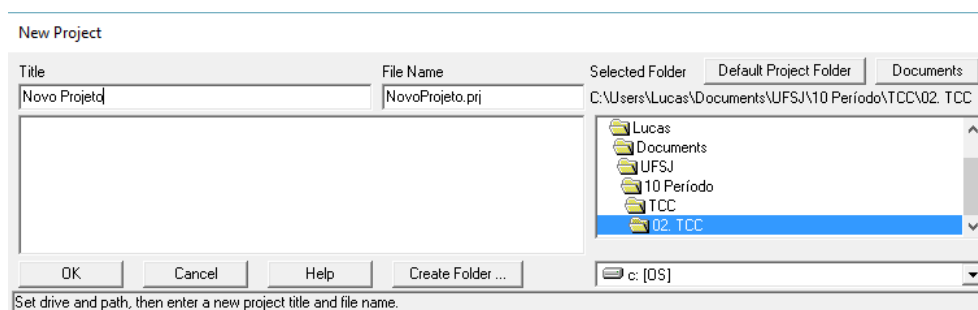 New Project
Title
File Name
Selected Folder
Default Project Folder
Documents
Novo Projeto
NovoProjeto.prj
C:\Users\Lucas\Documents\UFSJ\10 Período\TCC\02. TCC
Lucas
Documents
UFSJ
10 Período
TCC
02. TCC
OK
Cancel
Help
Create Folder ...
c: [OS]
Set drive and path, then enter a new project title and file name.